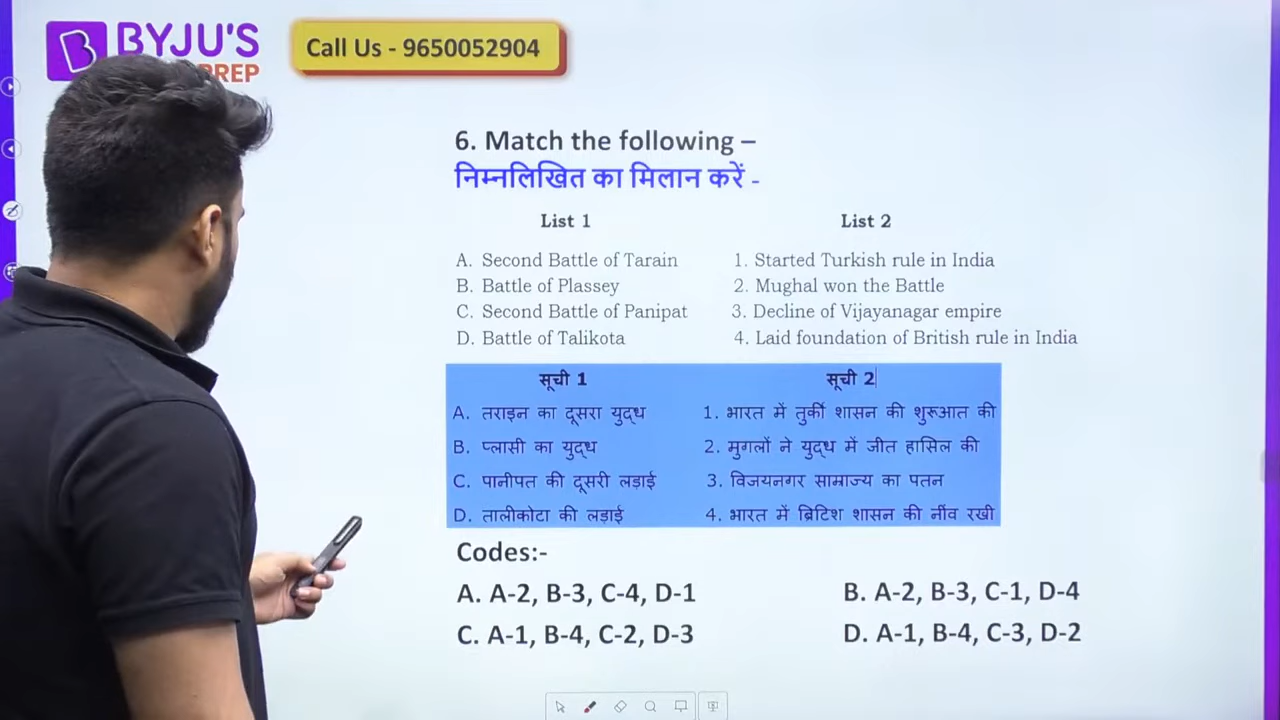 BYJU'S
PREP
Call Us - 9650052904
6. Match the following –
निम्नलिखित का मिलान करें -
List 1 List 2
A. Second Battle of Tarain 1. Started Turkish rule in India
B. Battle of Plassey 2. Mughal won the Battle
C. Second Battle of Panipat 3. Decline of Vijayanagar empire
D. Battle of Talikota 4. Laid foundation of British rule in India
सूची 1 सूची 2
A. तराइन का दूसरा युद्ध 1. भारत में तुर्की शासन की शुरूआत की
B. प्लासी का युद्ध 2. मुगलों ने युद्ध में जीत हासिल की
C. पानीपत की दूसरी लड़ाई 3. विजयनगर साम्राज्य का पतन
D. तालीकोटा की लड़ाई 4. भारत में ब्रिटिश शासन की नींव रखी
Codes:-
A. A-2, B-3, C-4, D-1 B. A-2, B-3, C-1, D-4
C. A-1, B-4, C-2, D-3 D. A-1, B-4, C-3, D-2